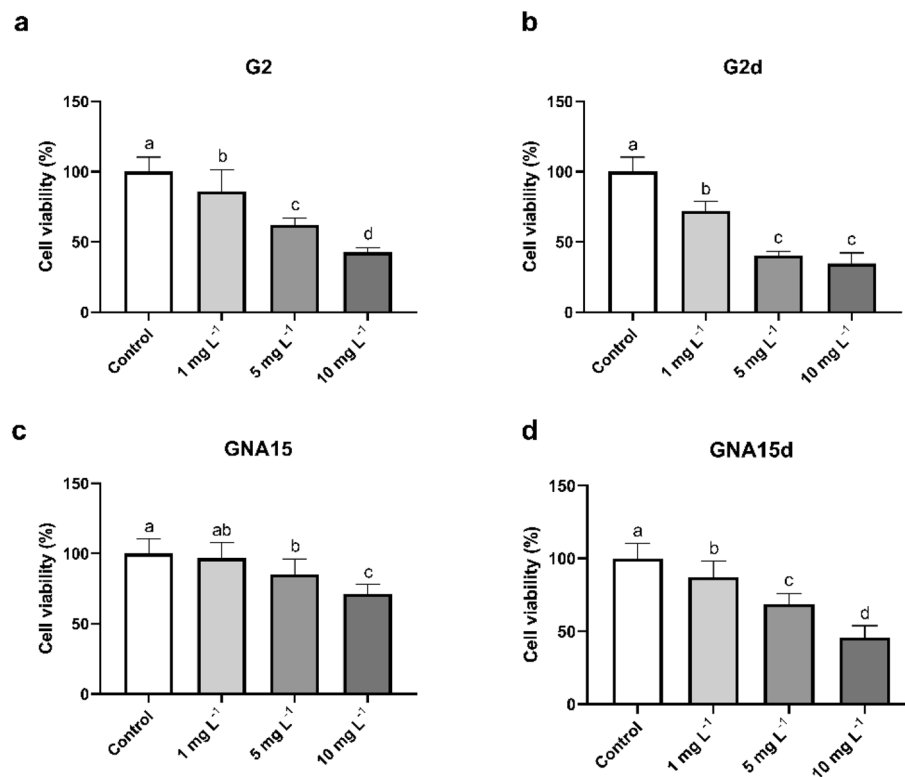 a
G2
Cell viability (%)
150
100
50
0
a
b
c
d
Control
1 mg L⁻¹
5 mg L⁻¹
10 mg L⁻¹
b
G2d
Cell viability (%)
150
100
50
0
a
b
c
c
Control
1 mg L⁻¹
5 mg L⁻¹
10 mg L⁻¹
c
GNA15
Cell viability (%)
150
100
50
0
a
ab
b
c
Control
1 mg L⁻¹
5 mg L⁻¹
10 mg L⁻¹
d
GNA15d
Cell viability (%)
150
100
50
0
a
b
c
d
Control
1 mg L⁻¹
5 mg L⁻¹
10 mg L⁻¹